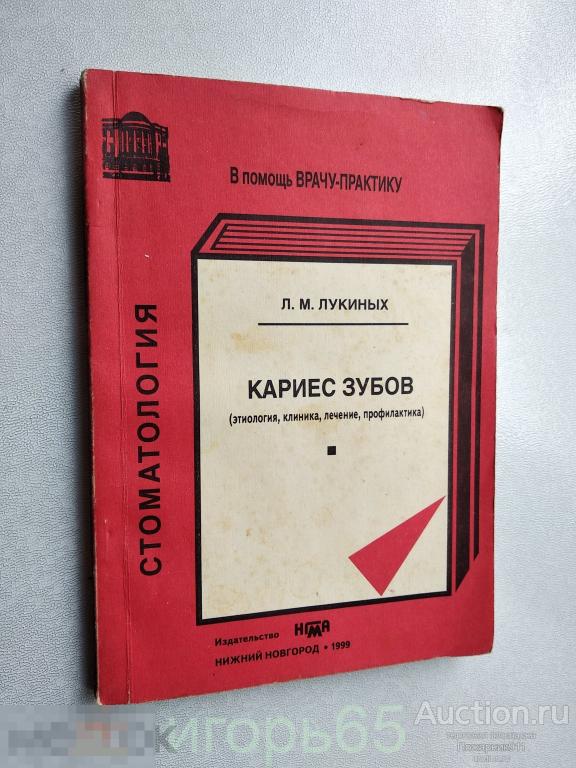 В помощь ВРАЧУ-ПРАКТИКУ
Л. М. ЛУКИНЫХ
КАРИЕС ЗУБОВ
(этиология, клиника, лечение, профилактика)
СТОМАТОЛОГИЯ
Издательство НГМА
НИЖНИЙ НОВГОРОД • 1999
игорь65
Auction.ru